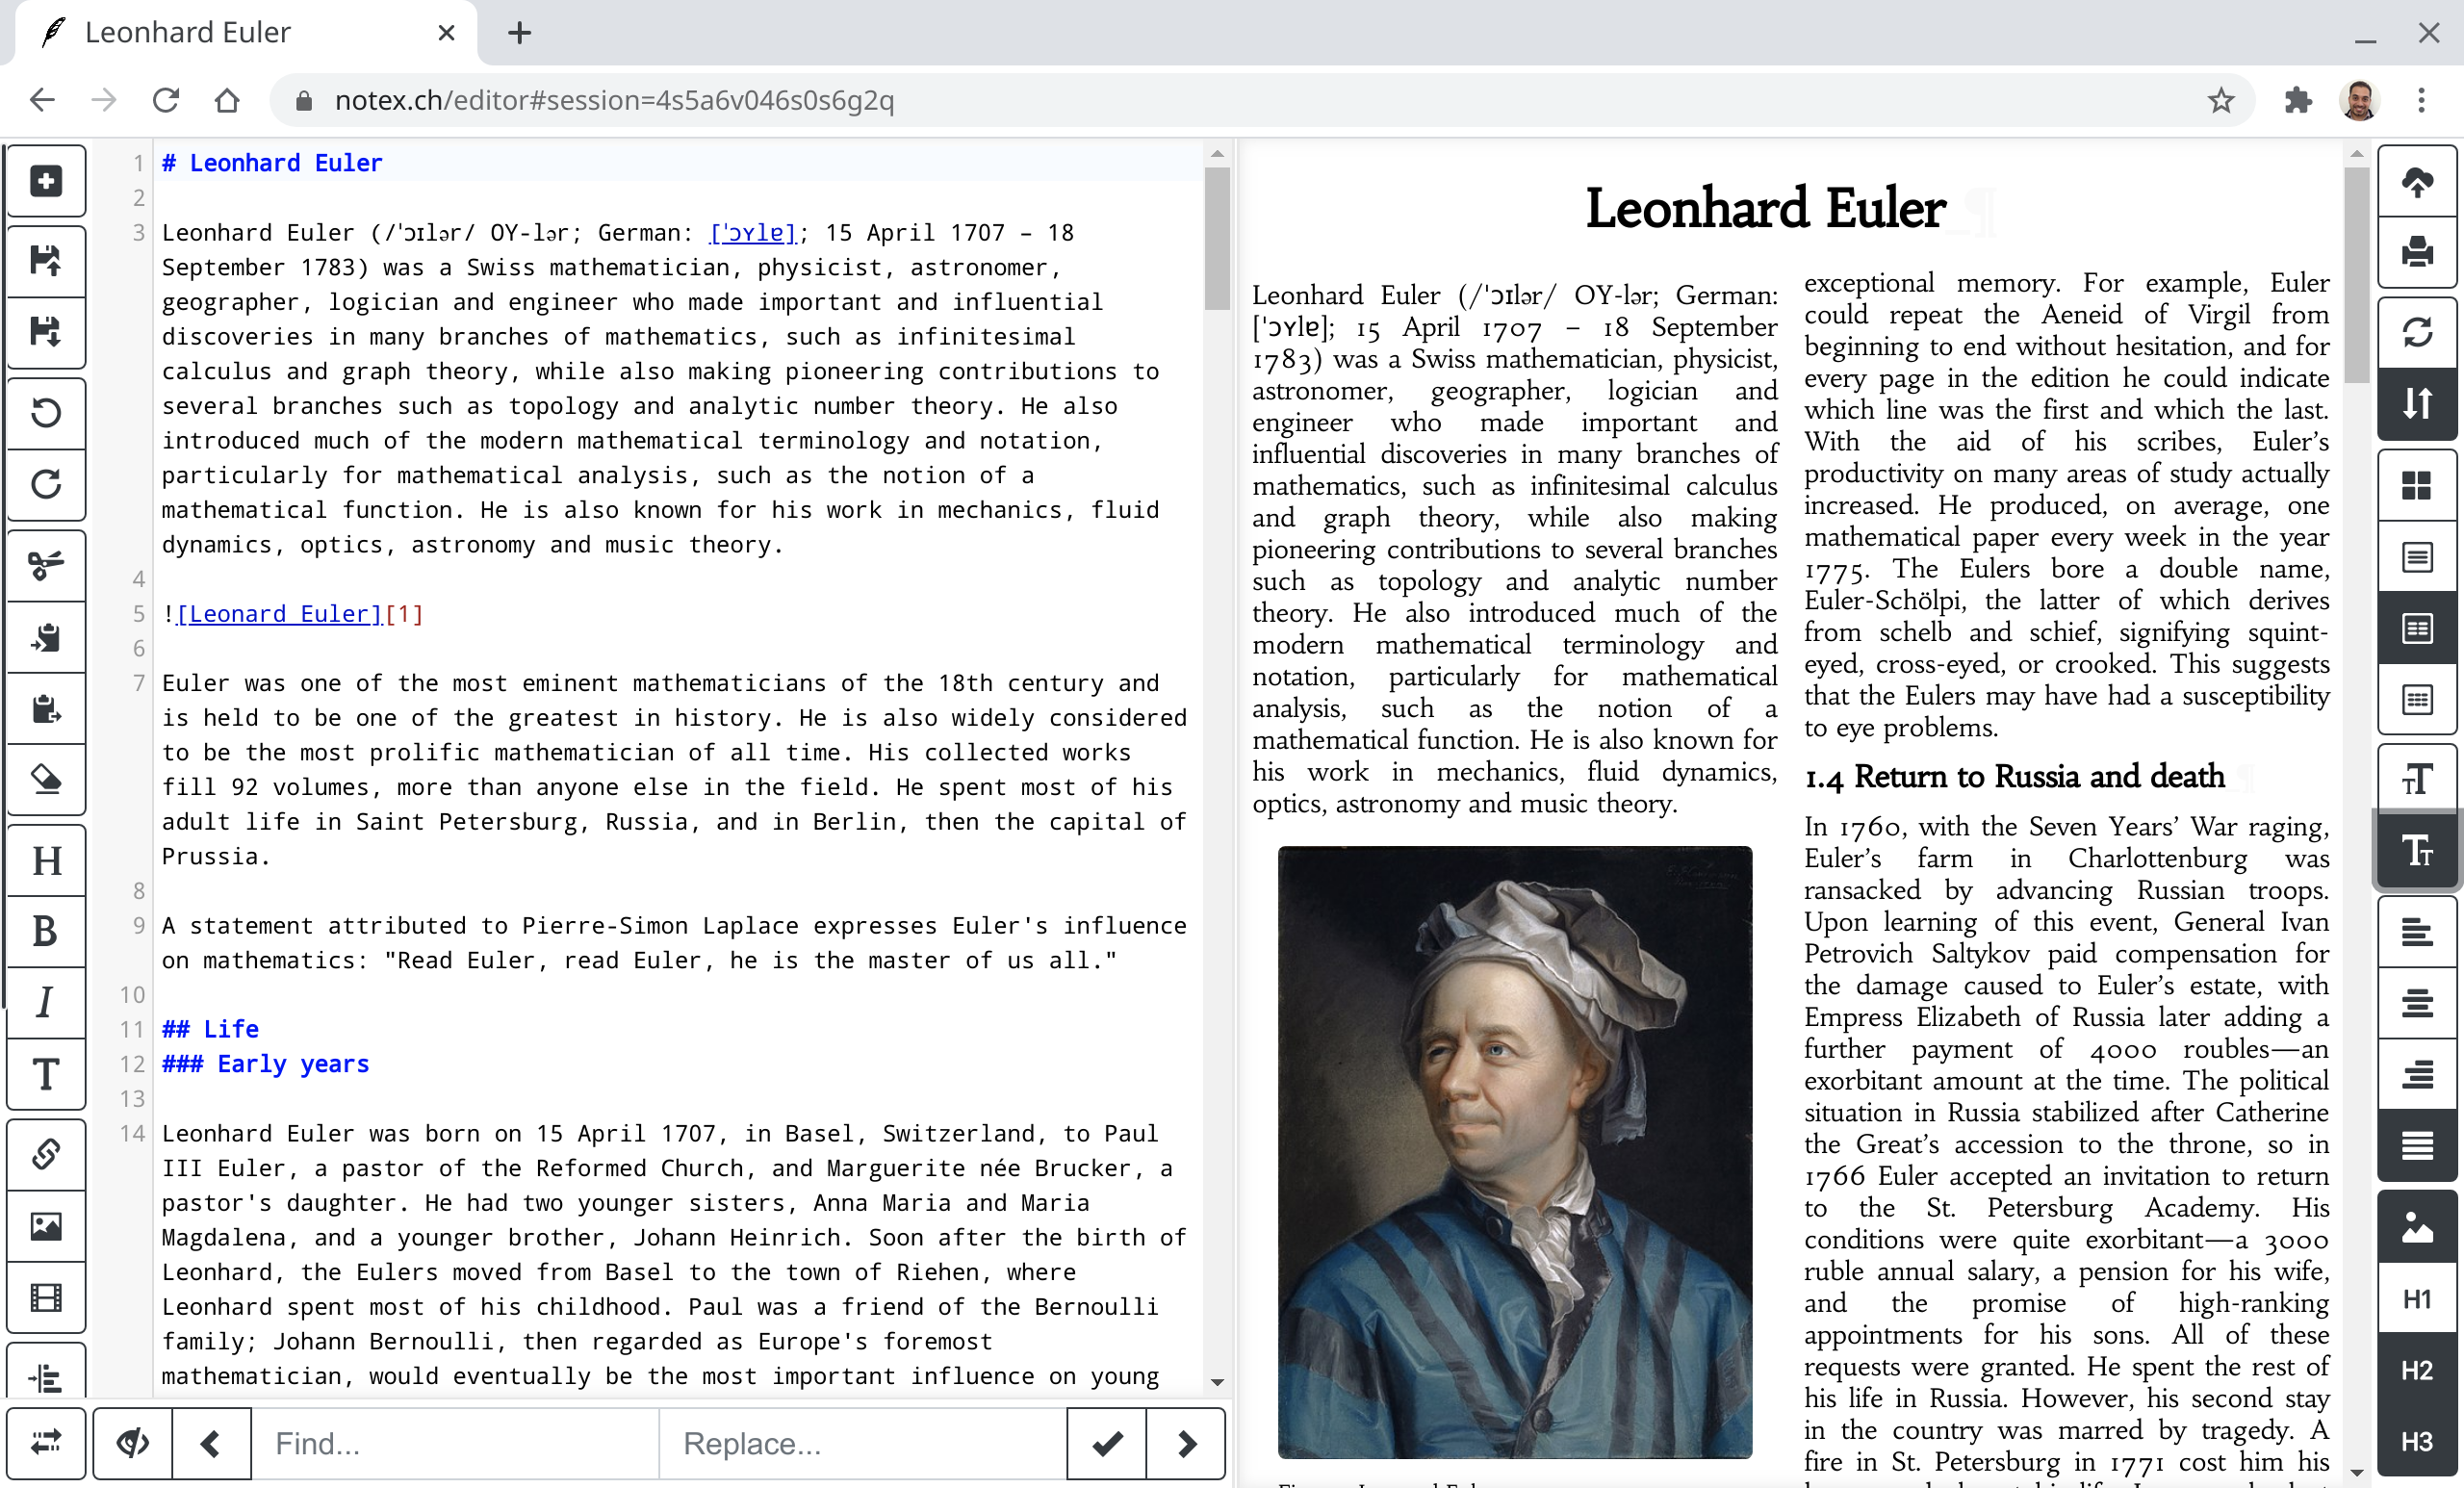 Leonhard Euler
notex.ch/editor#session=4s5a6v046s0s6g2q
1 # Leonhard Euler
2
3 Leonhard Euler (/ˈɔɪlər/ OY-lər; German: [ˈɔʏlɐ]; 15 April 1707 – 18
September 1783) was a Swiss mathematician, physicist, astronomer,
geographer, logician and engineer who made important and influential
discoveries in many branches of mathematics, such as infinitesimal
calculus and graph theory, while also making pioneering contributions to
several branches such as topology and analytic number theory. He also
introduced much of the modern mathematical terminology and notation,
particularly for mathematical analysis, such as the notion of a
mathematical function. He is also known for his work in mechanics, fluid
dynamics, optics, astronomy and music theory.
4
5 ![Leonard Euler][1]
6
7 Euler was one of the most eminent mathematicians of the 18th century and
is held to be one of the greatest in history. He is also widely considered
to be the most prolific mathematician of all time. His collected works
fill 92 volumes, more than anyone else in the field. He spent most of his
adult life in Saint Petersburg, Russia, and in Berlin, then the capital of
Prussia.
8
9 A statement attributed to Pierre-Simon Laplace expresses Euler's influence
on mathematics: "Read Euler, read Euler, he is the master of us all."
10
11 ## Life
12 ### Early years
13
14 Leonhard Euler was born on 15 April 1707, in Basel, Switzerland, to Paul
III Euler, a pastor of the Reformed Church, and Marguerite née Brucker, a
pastor's daughter. He had two younger sisters, Anna Maria and Maria
Magdalena, and a younger brother, Johann Heinrich. Soon after the birth of
Leonhard, the Eulers moved from Basel to the town of Riehen, where
Leonhard spent most of his childhood. Paul was a friend of the Bernoulli
family; Johann Bernoulli, then regarded as Europe's foremost
mathematician, would eventually be the most important influence on young
H
B
I
T
Find...
Replace...
Leonhard Euler ¶
Leonhard Euler (/ˈɔɪlər/ OY-lər; German:
[ˈɔʏlɐ]; 15 April 1707 – 18 September
1783) was a Swiss mathematician, physicist,
astronomer, geographer, logician and
engineer who made important and
influential discoveries in many branches of
mathematics, such as infinitesimal calculus
and graph theory, while also making
pioneering contributions to several branches
such as topology and analytic number
theory. He also introduced much of the
modern mathematical terminology and
notation, particularly for mathematical
analysis, such as the notion of a
mathematical function. He is also known for
his work in mechanics, fluid dynamics,
optics, astronomy and music theory.
exceptional memory. For example, Euler
could repeat the Aeneid of Virgil from
beginning to end without hesitation, and for
every page in the edition he could indicate
which line was the first and which the last.
With the aid of his scribes, Euler’s
productivity on many areas of study actually
increased. He produced, on average, one
mathematical paper every week in the year
1775. The Eulers bore a double name,
Euler-Schölpi, the latter of which derives
from schelb and schief, signifying squint-
eyed, cross-eyed, or crooked. This suggests
that the Eulers may have had a susceptibility
to eye problems.
1.4 Return to Russia and death ¶
In 1760, with the Seven Years’ War raging,
Euler’s farm in Charlottenburg was
ransacked by advancing Russian troops.
Upon learning of this event, General Ivan
Petrovich Saltykov paid compensation for
the damage caused to Euler’s estate, with
Empress Elizabeth of Russia later adding a
further payment of 4000 roubles—an
exorbitant amount at the time. The political
situation in Russia stabilized after Catherine
the Great’s accession to the throne, so in
1766 Euler accepted an invitation to return
to the St. Petersburg Academy. His
conditions were quite exorbitant—a 3000
ruble annual salary, a pension for his wife,
and the promise of high-ranking
appointments for his sons. All of these
requests were granted. He spent the rest of
his life in Russia. However, his second stay
in the country was marred by tragedy. A
fire in St. Petersburg in 1771 cost him his
TT
TT
H1
H2
H3